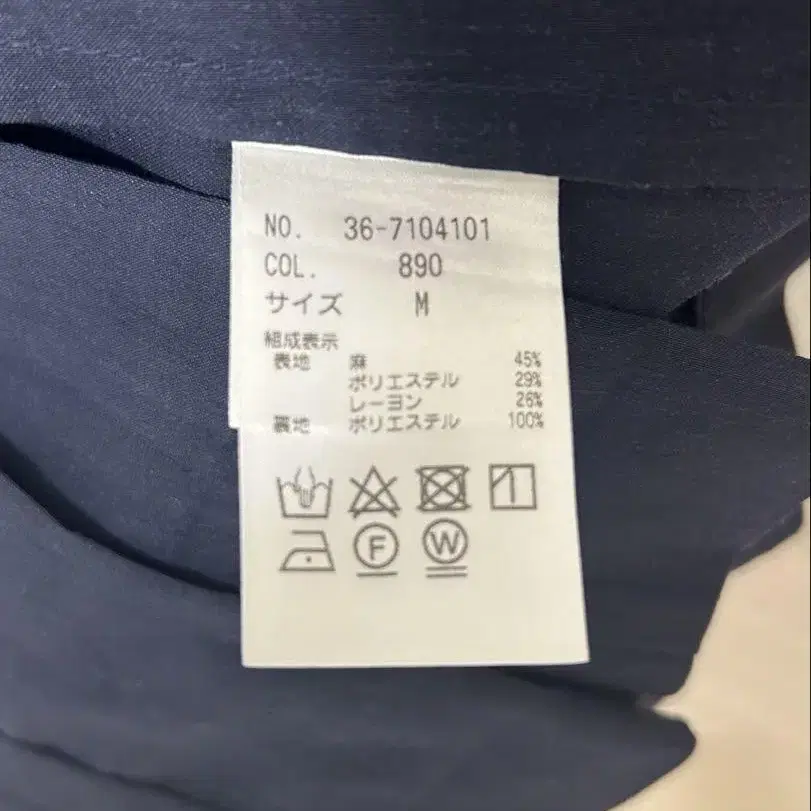 NO. 36-7104101
COL. 890
サイズ M
組成表示
表地 麻 45%
ポリエステル 29%
レーヨン 26%
裏地 ポリエステル 100%
F W